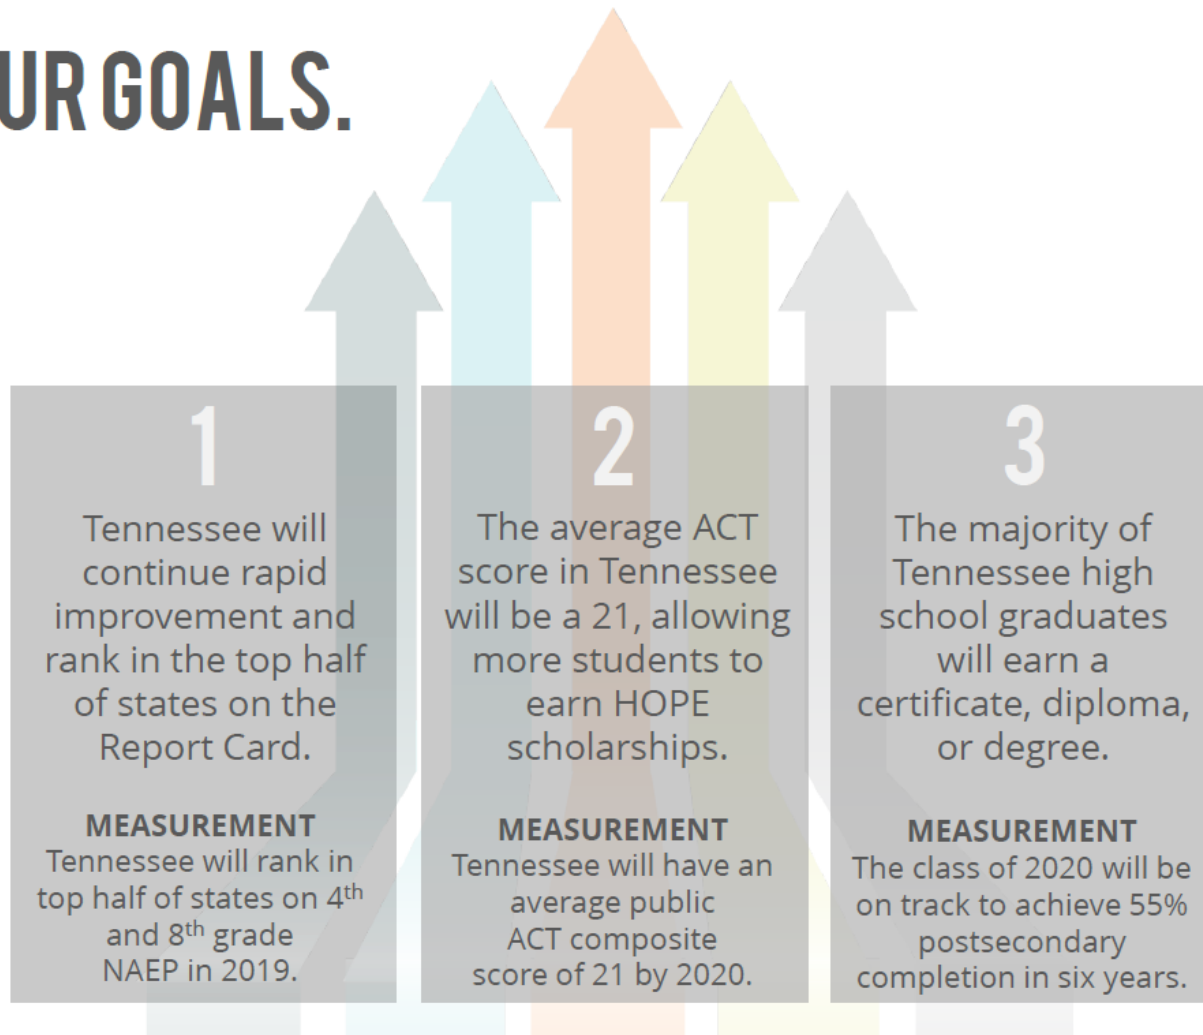 UR GOALS.
1
Tennessee will
continue rapid
improvement and
rank in the top half
of states on the
Report Card.
MEASUREMENT
Tennessee will rank in
top half of states on 4th
and 8th grade
NAEP in 2019.
2
The average ACT
score in Tennessee
will be a 21, allowing
more students to
earn HOPE
scholarships.
MEASUREMENT
Tennessee will have an
average public
ACT composite
score of 21 by 2020.
3
The majority of
Tennessee high
school graduates
will earn a
certificate, diploma,
or degree.
MEASUREMENT
The class of 2020 will be
on track to achieve 55%
postsecondary
completion in six years.